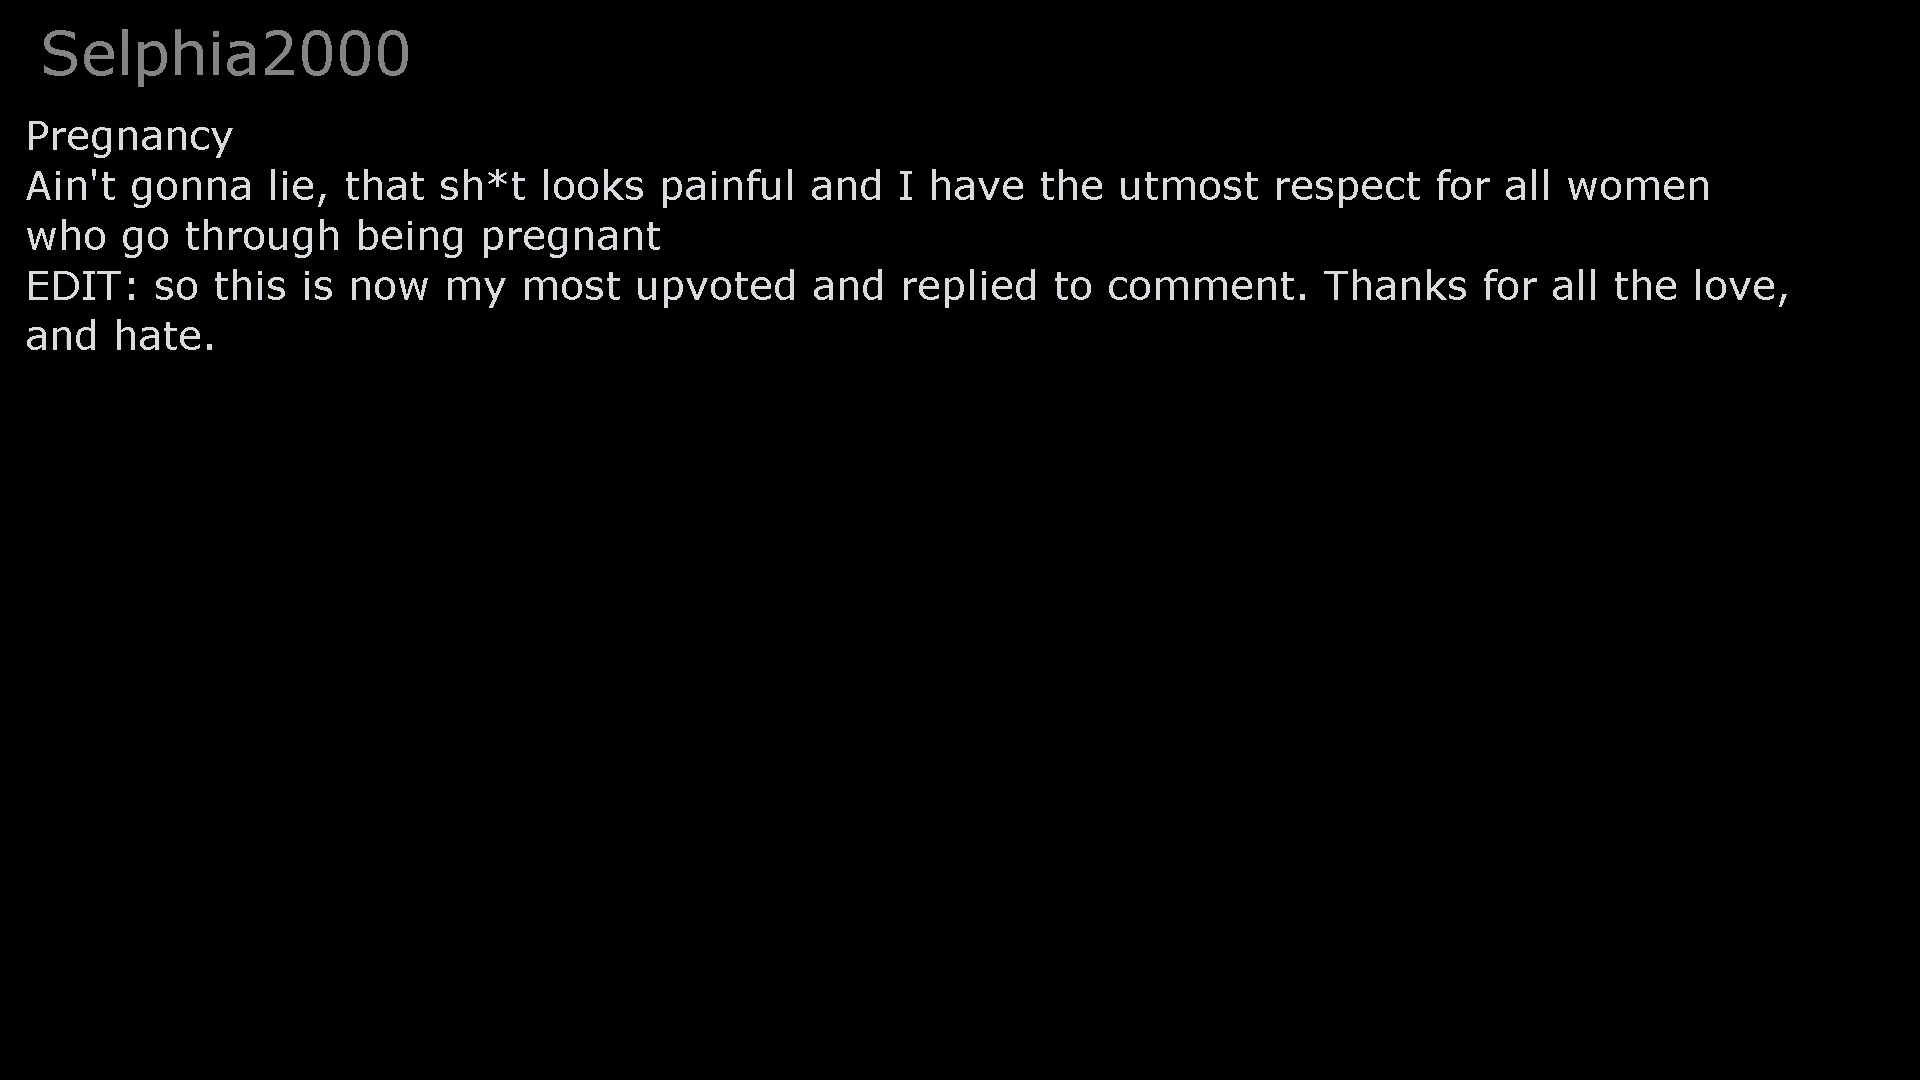 Selphia2000
Pregnancy
Ain't gonna lie, that sh*t looks painful and I have the utmost respect for all women
who go through being pregnant
EDIT: so this is now my most upvoted and replied to comment. Thanks for all the love,
and hate.